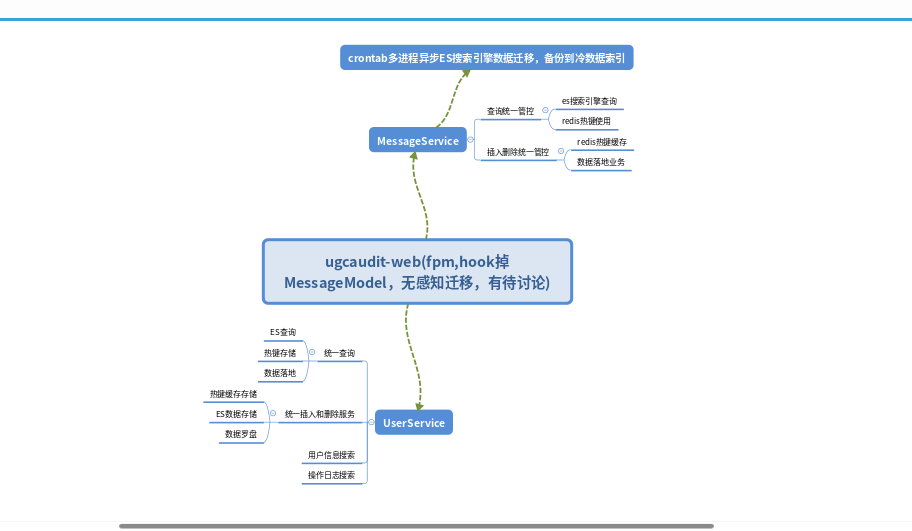 crontab多进程异步ES搜索引擎数据迁移，备份到冷数据索引
MessageService
查询统一管控
es搜索引擎查询
redis热键使用
插入删除统一管控
redis热键缓存
数据落地业务
ugcaudit-web(fpm,hook掉
MessageModel，无感知迁移，有待讨论)
ES查询
热键存储
数据落地
统一查询
热键缓存存储
ES数据存储
数据罗盘
统一插入和删除服务
UserService
用户信息搜索
操作日志搜索